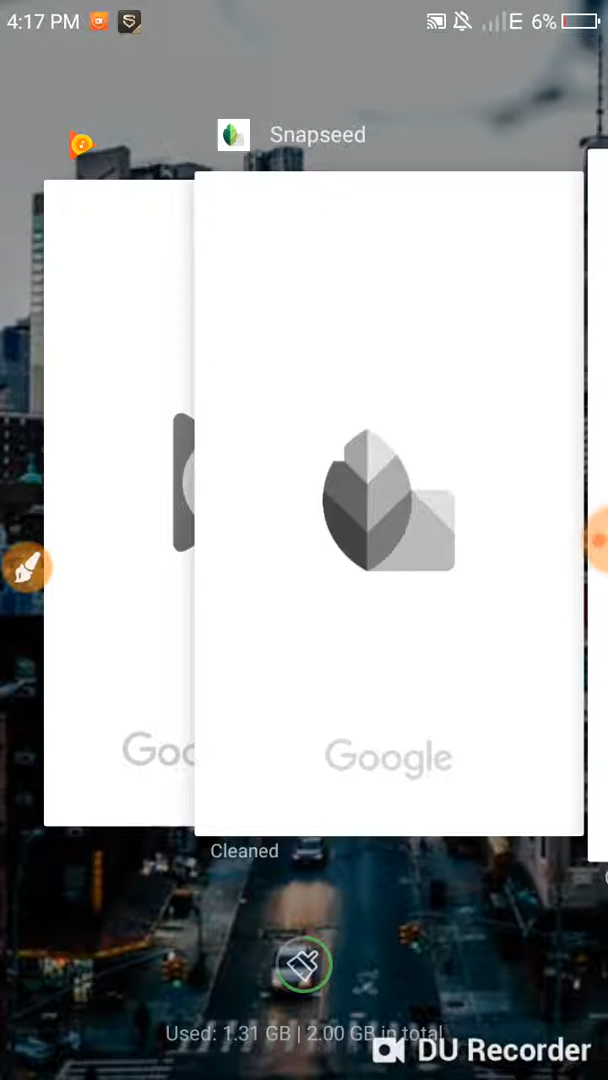 4:17 PM E 6%
Snapseed
Goo
Google
Cleaned
Used: 1.31 GB | 2.00 GB in total
DU Recorder